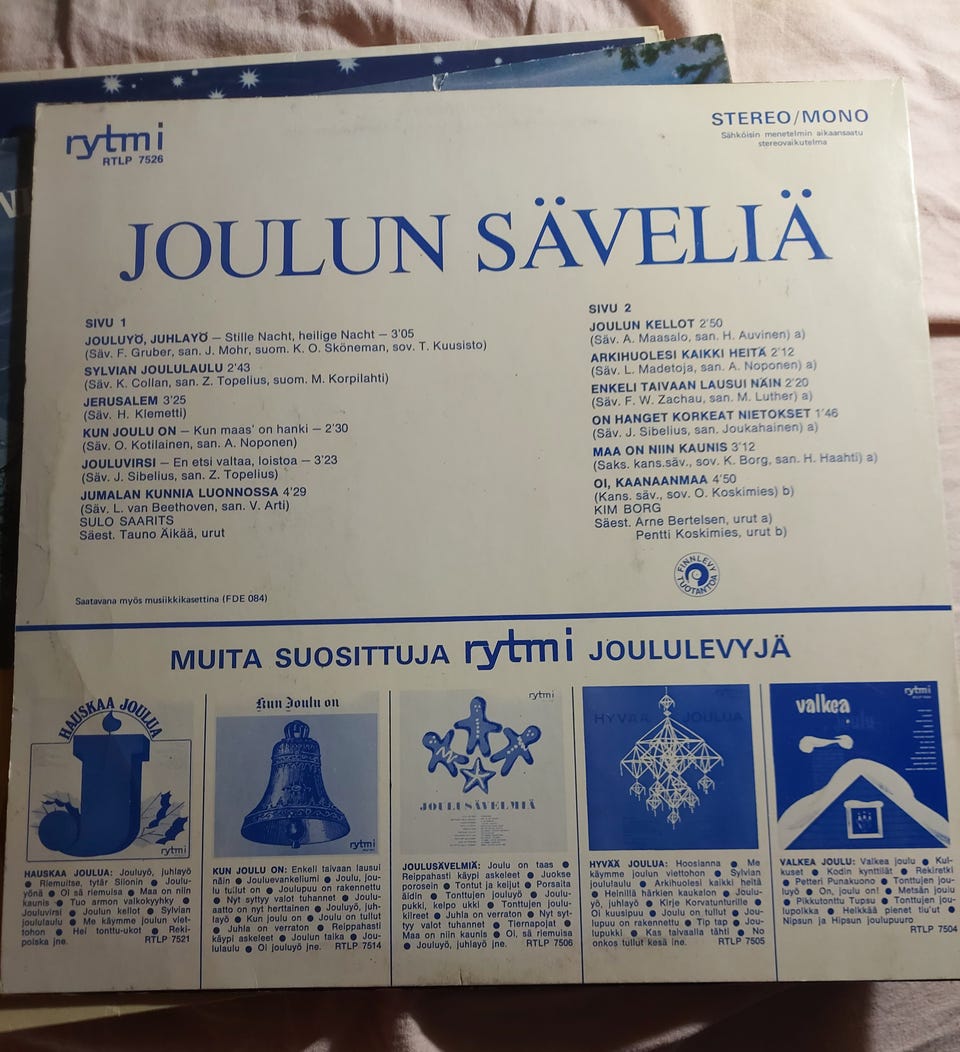 rytmi
RTLP 7526
STEREO/MONO
Sähköisin menetelmin aikaansaatu
stereovaikutelma
JOULUN SÄVELIÄ
SIVU 1
JOULUYÖ, JUHLAYÖ – Stille Nacht, heilige Nacht – 3'05
(Säv. F. Gruber, san. J. Mohr, suom. K. O. Sköneman, sov. T. Kuusisto)
SYLVIAN JOULULAULU 2'43
(Säv. K. Collan, san. Z. Topelius, suom. M. Korpilahti)
JERUSALEM 3'25
(Säv. H. Klemetti)
KUN JOULU ON – Kun maas' on hanki – 2'30
(Säv. O. Kotilainen, san. A. Noponen)
JOULUVIRSI – En etsi valtaa, loistoa – 3'23
(Säv. J. Sibelius, san. Z. Topelius)
JUMALAN KUNNIA LUONNOSSA 4'29
(Säv. L. van Beethoven, san. V. Arti)
SULO SAARITS
Säest. Tauno Äikää, urut
Saatavana myös musiikkikasettina (FDE 084)
SIVU 2
JOULUN KELLOT 2'50
(Säv. A. Maasalo, san. H. Auvinen) a)
ARKIHUOLESI KAIKKI HEITÄ 2'12
(Säv. L. Madetoja, san. A. Noponen) a)
ENKELI TAIVAAN LAUSUI NÄIN 2'20
(Säv. F. W. Zachau, san. M. Luther) a)
ON HANGET KORKEAT NIETOKSET 1'46
(Säv. J. Sibelius, san. Joukahainen) a)
MAA ON NIIN KAUNIS 3'12
(Saks. kans.säv., sov. K. Borg, san. H. Haahti) a)
OI, KAANAANMAA 4'50
(Kans. säv., sov. O. Koskimies) b)
KIM BORG
Säest. Arne Bertelsen, urut a)
Pentti Koskimies, urut b)
FINNLEVY
TUOTANTOA
MUITA SUOSITTUJA rytmi JOULULEVYJÄ
HAUSKAA JOULUA
J
rytmi
HAUSKAA JOULUA: Jouluyö, juhlayö
● Riemuitse, tytär Siionin ● Joulu-
yönä ● Oi sä riemuisa ● Maa on niin
kaunis ● Tuo armon valkokyyhky ●
Jouluvirsi ● Joulun kellot ● Sylvian
joululaulu ● Me käymme joulun viet-
tohon ● Hei tonttu-ukot ● Reki-
polska jne. RTLP 7521
Kun Joulu on
rytmi
KUN JOULU ON: Enkeli taivaan lausui
näin ● Jouluevankeliumi ● Joulu, jou-
lu tullut on ● Joulupuu on rakennettu
● Nyt syttyy valot tuhannet ● Joulu-
aatto on nyt herttainen ● Jouluyö, juh-
layö ● Kun joulu on ● Joulu on tullut
● Juhla on verraton ● Reippahasti
käypi askeleet ● Joulun taika ● Jou-
lulaulu ● Oi jouluyö jne. RTLP 7514
rytmi
JOULUSÄVELMIÄ
JOULUSÄVELMIÄ: Joulu on taas ●
Reippahasti käypi askeleet ● Juokse
porosein ● Tontut ja keijut ● Porsaita
äidin ● Tonttujen jouluyö ● Joulu-
pukki, kelpo ukki ● Tonttujen joulu-
kiireet ● Juhla on verraton ● Nyt syt-
tyy valot tuhannet ● Tiernapojat ●
Maa on niin kaunis ● Oi, sä riemuisa
● Jouluyö, juhlayö jne. RTLP 7506
rytmi
HYVÄÄ JOULUA
HYVÄÄ JOULUA: Hoosianna ● Me
käymme joulun viettohon ● Sylvian
joululaulu ● Arkihuolesi kaikki heitä
● Heinillä härkien kaukalon ● Joulu-
yö, juhlayö ● Kirje Korvatunturille ●
Oi kuusipuu ● Joulu on tullut ● Jou-
lupuu on rakennettu ● Tip tap ● Jou-
lupukki ● Kas taivaalla tähti ● No
onkos tullut kesä jne. RTLP 7505
valkea
joulu
rytmi
VALKEA JOULU: Valkea joulu ● Kul-
kuset ● Kodin kynttilät ● Rekiretki
● Petteri Punakuono ● Tonttujen jou-
luyö ● On, joulu on! ● Metsän jouiu
● Pikkutonttu Tupsu ● Tonttujen jou-
lupolkka ● Heikkää pienet tiu'ut ●
Nipsun ja Hipsun joulupuuro
RTLP 7504